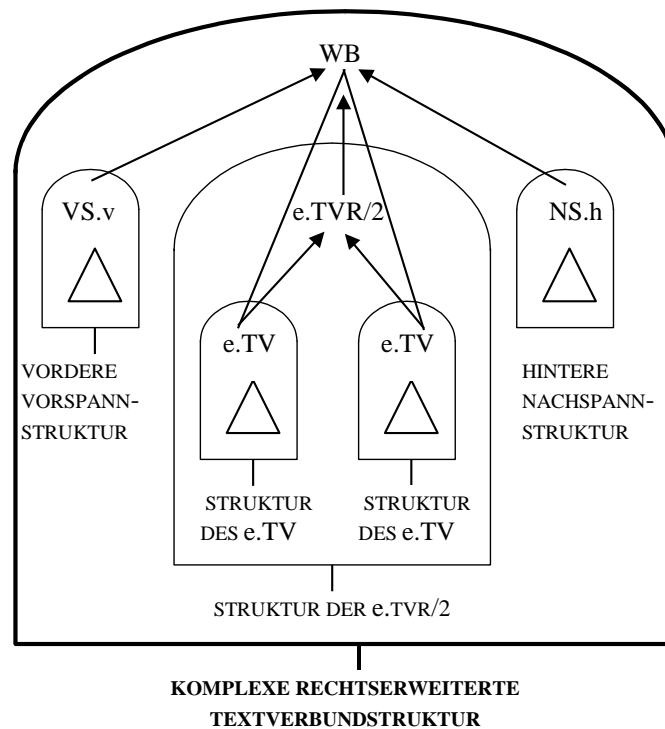 WB
VS.v
e.TVR/2
NS.h
e.TV
e.TV
VORDERE
VORSPANN-
STRUKTUR
HINTERE
NACHSPANN-
STRUKTUR
STRUKTUR
DES e.TV
STRUKTUR
DES e.TV
STRUKTUR DER e.TVR/2
KOMPLEXE RECHTSERWEITERTE
TEXTVERBUNDSTRUKTUR